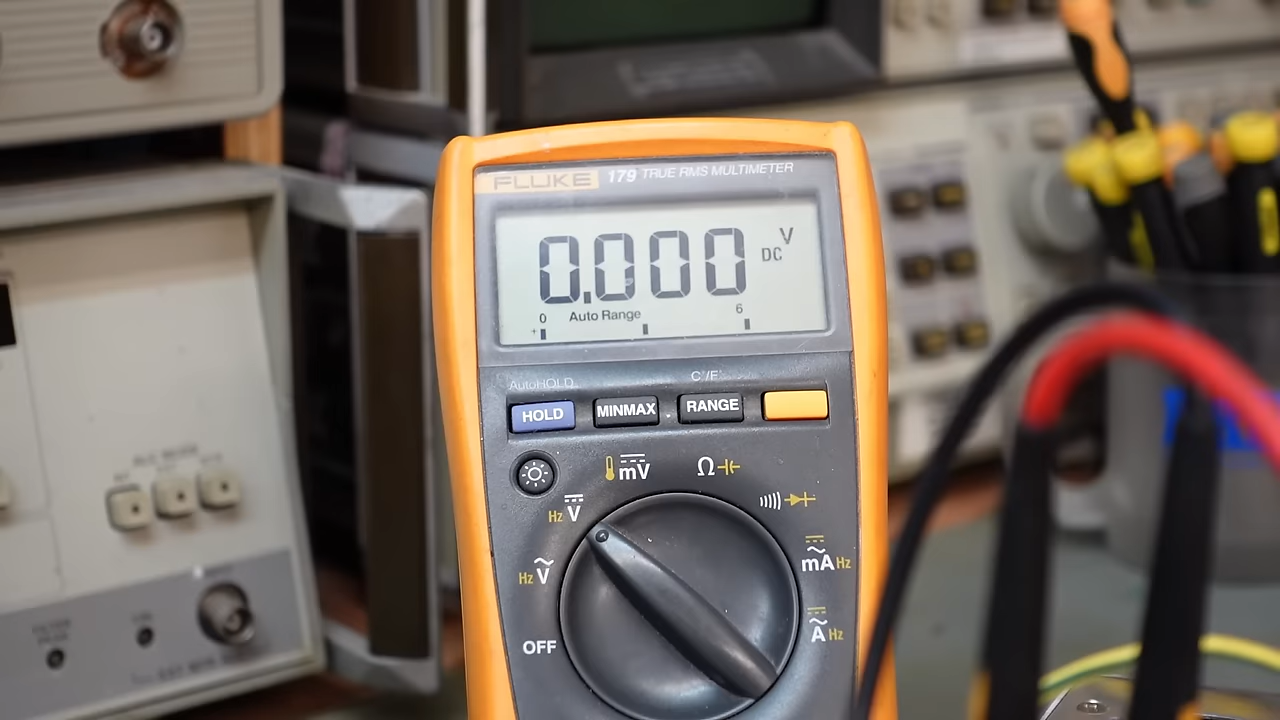 FLUKE 179 TRUE RMS MULTIMETER
0.000 DC V
0 Auto Range 6
+
AutoHOLD C°/F°
HOLD MINMAX RANGE
mV Ω
Hz V
Hz V
mA Hz
OFF
A Hz